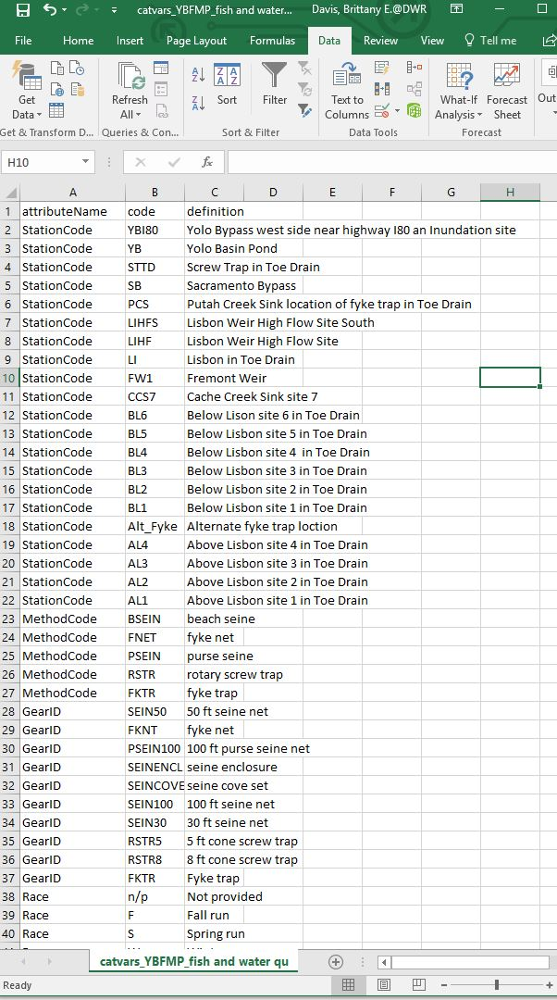 catvars_YBFMP_fish and water... Davis, Brittany E.@DWR
File Home Insert Page Layout Formulas Data Review View Tell me
Get Data Refresh All Sort Filter Text to Columns What-If Analysis Forecast Sheet Out
Get & Transform D... Queries & Con... Sort & Filter Data Tools Forecast
H10 fx
A B C D E F G H
1 attributeName code definition
2 StationCode YBI80 Yolo Bypass west side near highway I80 an Inundation site
3 StationCode YB Yolo Basin Pond
4 StationCode STTD Screw Trap in Toe Drain
5 StationCode SB Sacramento Bypass
6 StationCode PCS Putah Creek Sink location of fyke trap in Toe Drain
7 StationCode LIHFS Lisbon Weir High Flow Site South
8 StationCode LIHF Lisbon Weir High Flow Site
9 StationCode LI Lisbon in Toe Drain
10 StationCode FW1 Fremont Weir
11 StationCode CCS7 Cache Creek Sink site 7
12 StationCode BL6 Below Lison site 6 in Toe Drain
13 StationCode BL5 Below Lisbon site 5 in Toe Drain
14 StationCode BL4 Below Lisbon site 4 in Toe Drain
15 StationCode BL3 Below Lisbon site 3 in Toe Drain
16 StationCode BL2 Below Lisbon site 2 in Toe Drain
17 StationCode BL1 Below Lisbon site 1 in Toe Drain
18 StationCode Alt_Fyke Alternate fyke trap loction
19 StationCode AL4 Above Lisbon site 4 in Toe Drain
20 StationCode AL3 Above Lisbon site 3 in Toe Drain
21 StationCode AL2 Above Lisbon site 2 in Toe Drain
22 StationCode AL1 Above Lisbon site 1 in Toe Drain
23 MethodCode BSEIN beach seine
24 MethodCode FNET fyke net
25 MethodCode PSEIN purse seine
26 MethodCode RSTR rotary screw trap
27 MethodCode FKTR fyke trap
28 GearID SEIN50 50 ft seine net
29 GearID FKNT fyke net
30 GearID PSEIN100 100 ft purse seine net
31 GearID SEINENCL seine enclosure
32 GearID SEINCOVE seine cove set
33 GearID SEIN100 100 ft seine net
34 GearID SEIN30 30 ft seine net
35 GearID RSTR5 5 ft cone screw trap
36 GearID RSTR8 8 ft cone screw trap
37 GearID FKTR Fyke trap
38 Race n/p Not provided
39 Race F Fall run
40 Race S Spring run
catvars_YBFMP_fish and water qu
Ready